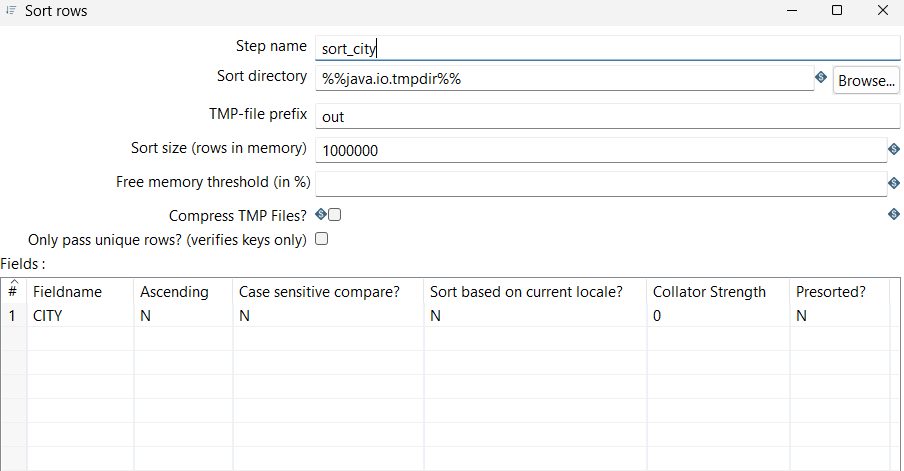 Sort rows
Step name sort_city
Sort directory %%java.io.tmpdir%% Browse...
TMP-file prefix out
Sort size (rows in memory) 1000000
Free memory threshold (in %)
Compress TMP Files?
Only pass unique rows? (verifies keys only)
Fields :
# Fieldname Ascending Case sensitive compare? Sort based on current locale? Collator Strength Presorted?
1 CITY N N N 0 N